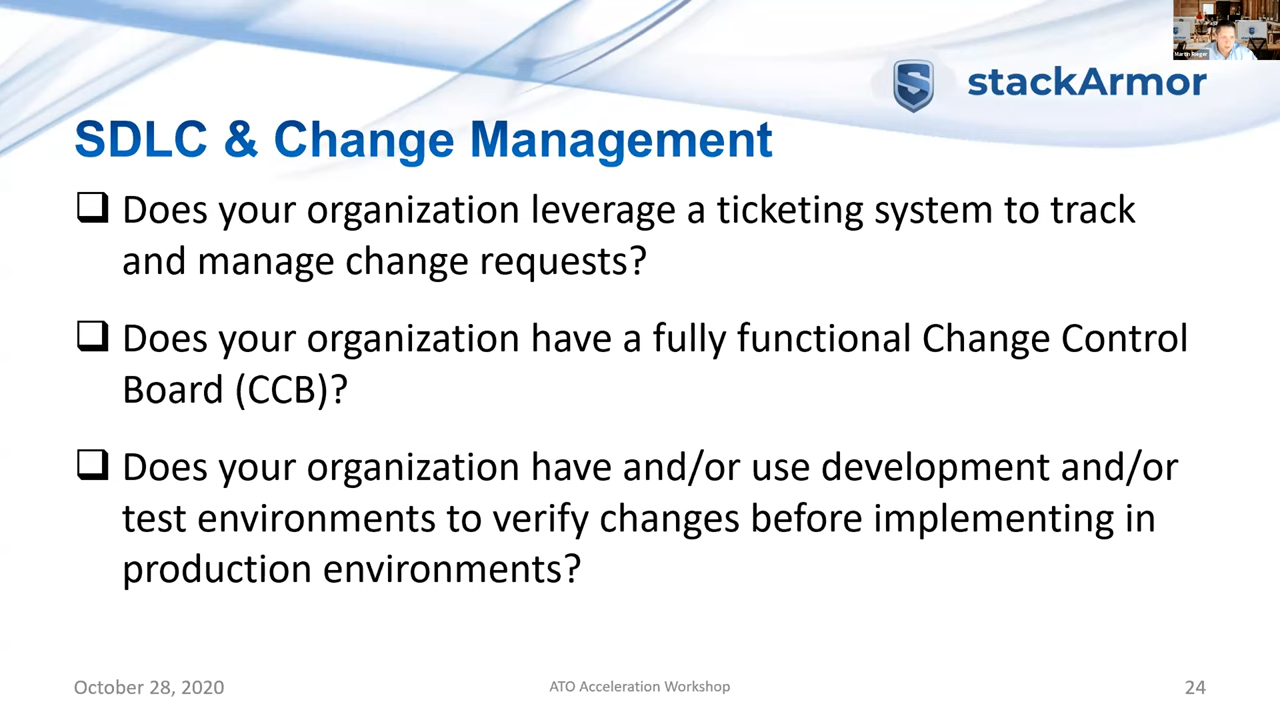 stackArmor
SDLC & Change Management
Does your organization leverage a ticketing system to track
and manage change requests?
Does your organization have a fully functional Change Control
Board (CCB)?
Does your organization have and/or use development and/or
test environments to verify changes before implementing in
production environments?
October 28, 2020
ATO Acceleration Workshop
24